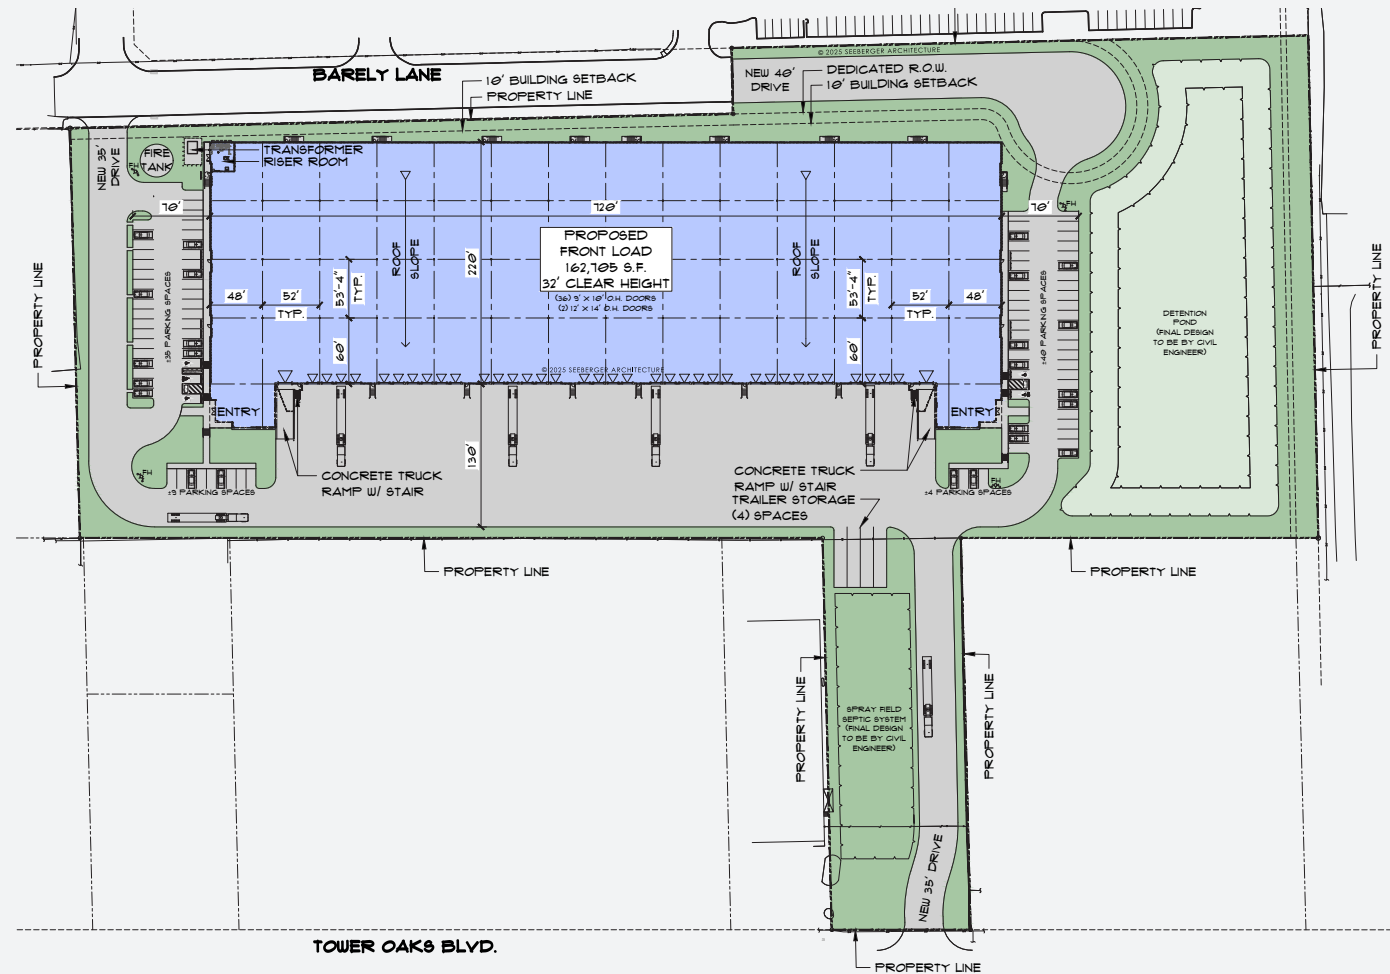 BARELY LANE
© 2025 SEEBERGER ARCHITECTURE
10' BUILDING SETBACK
PROPERTY LINE
NEW 40'
DRIVE
DEDICATED R.O.W.
10' BUILDING SETBACK
NEW 35'
DRIVE
FH
FIRE
TANK
TRANSFORMER
RISER ROOM
70'
720'
70'
FH
PROPOSED
FRONT LOAD
162,705 S.F.
32' CLEAR HEIGHT
(36) 9' X 10' O.H. DOORS
(2) 12' X 14' O.H. DOORS
ROOF
SLOPE
ROOF
SLOPE
220'
48'
52'
TYP.
53'-4"
TYP.
60'
53'-4"
TYP.
60'
52'
TYP.
48'
© 2025 SEEBERGER ARCHITECTURE
±35 PARKING SPACES
±40 PARKING SPACES
PROPERTY LINE
PROPERTY LINE
DETENTION
POND
(FINAL DESIGN
TO BE BY CIVIL
ENGINEER)
ENTRY
ENTRY
130'
FH
FH
±9 PARKING SPACES
CONCRETE TRUCK
RAMP W/ STAIR
CONCRETE TRUCK
RAMP W/ STAIR
TRAILER STORAGE
(4) SPACES
±4 PARKING SPACES
PROPERTY LINE
PROPERTY LINE
PROPERTY LINE
PROPERTY LINE
SPRAY FIELD
SEPTIC SYSTEM
(FINAL DESIGN
TO BE BY CIVIL
ENGINEER)
NEW 35' DRIVE
TOWER OAKS BLVD.
PROPERTY LINE